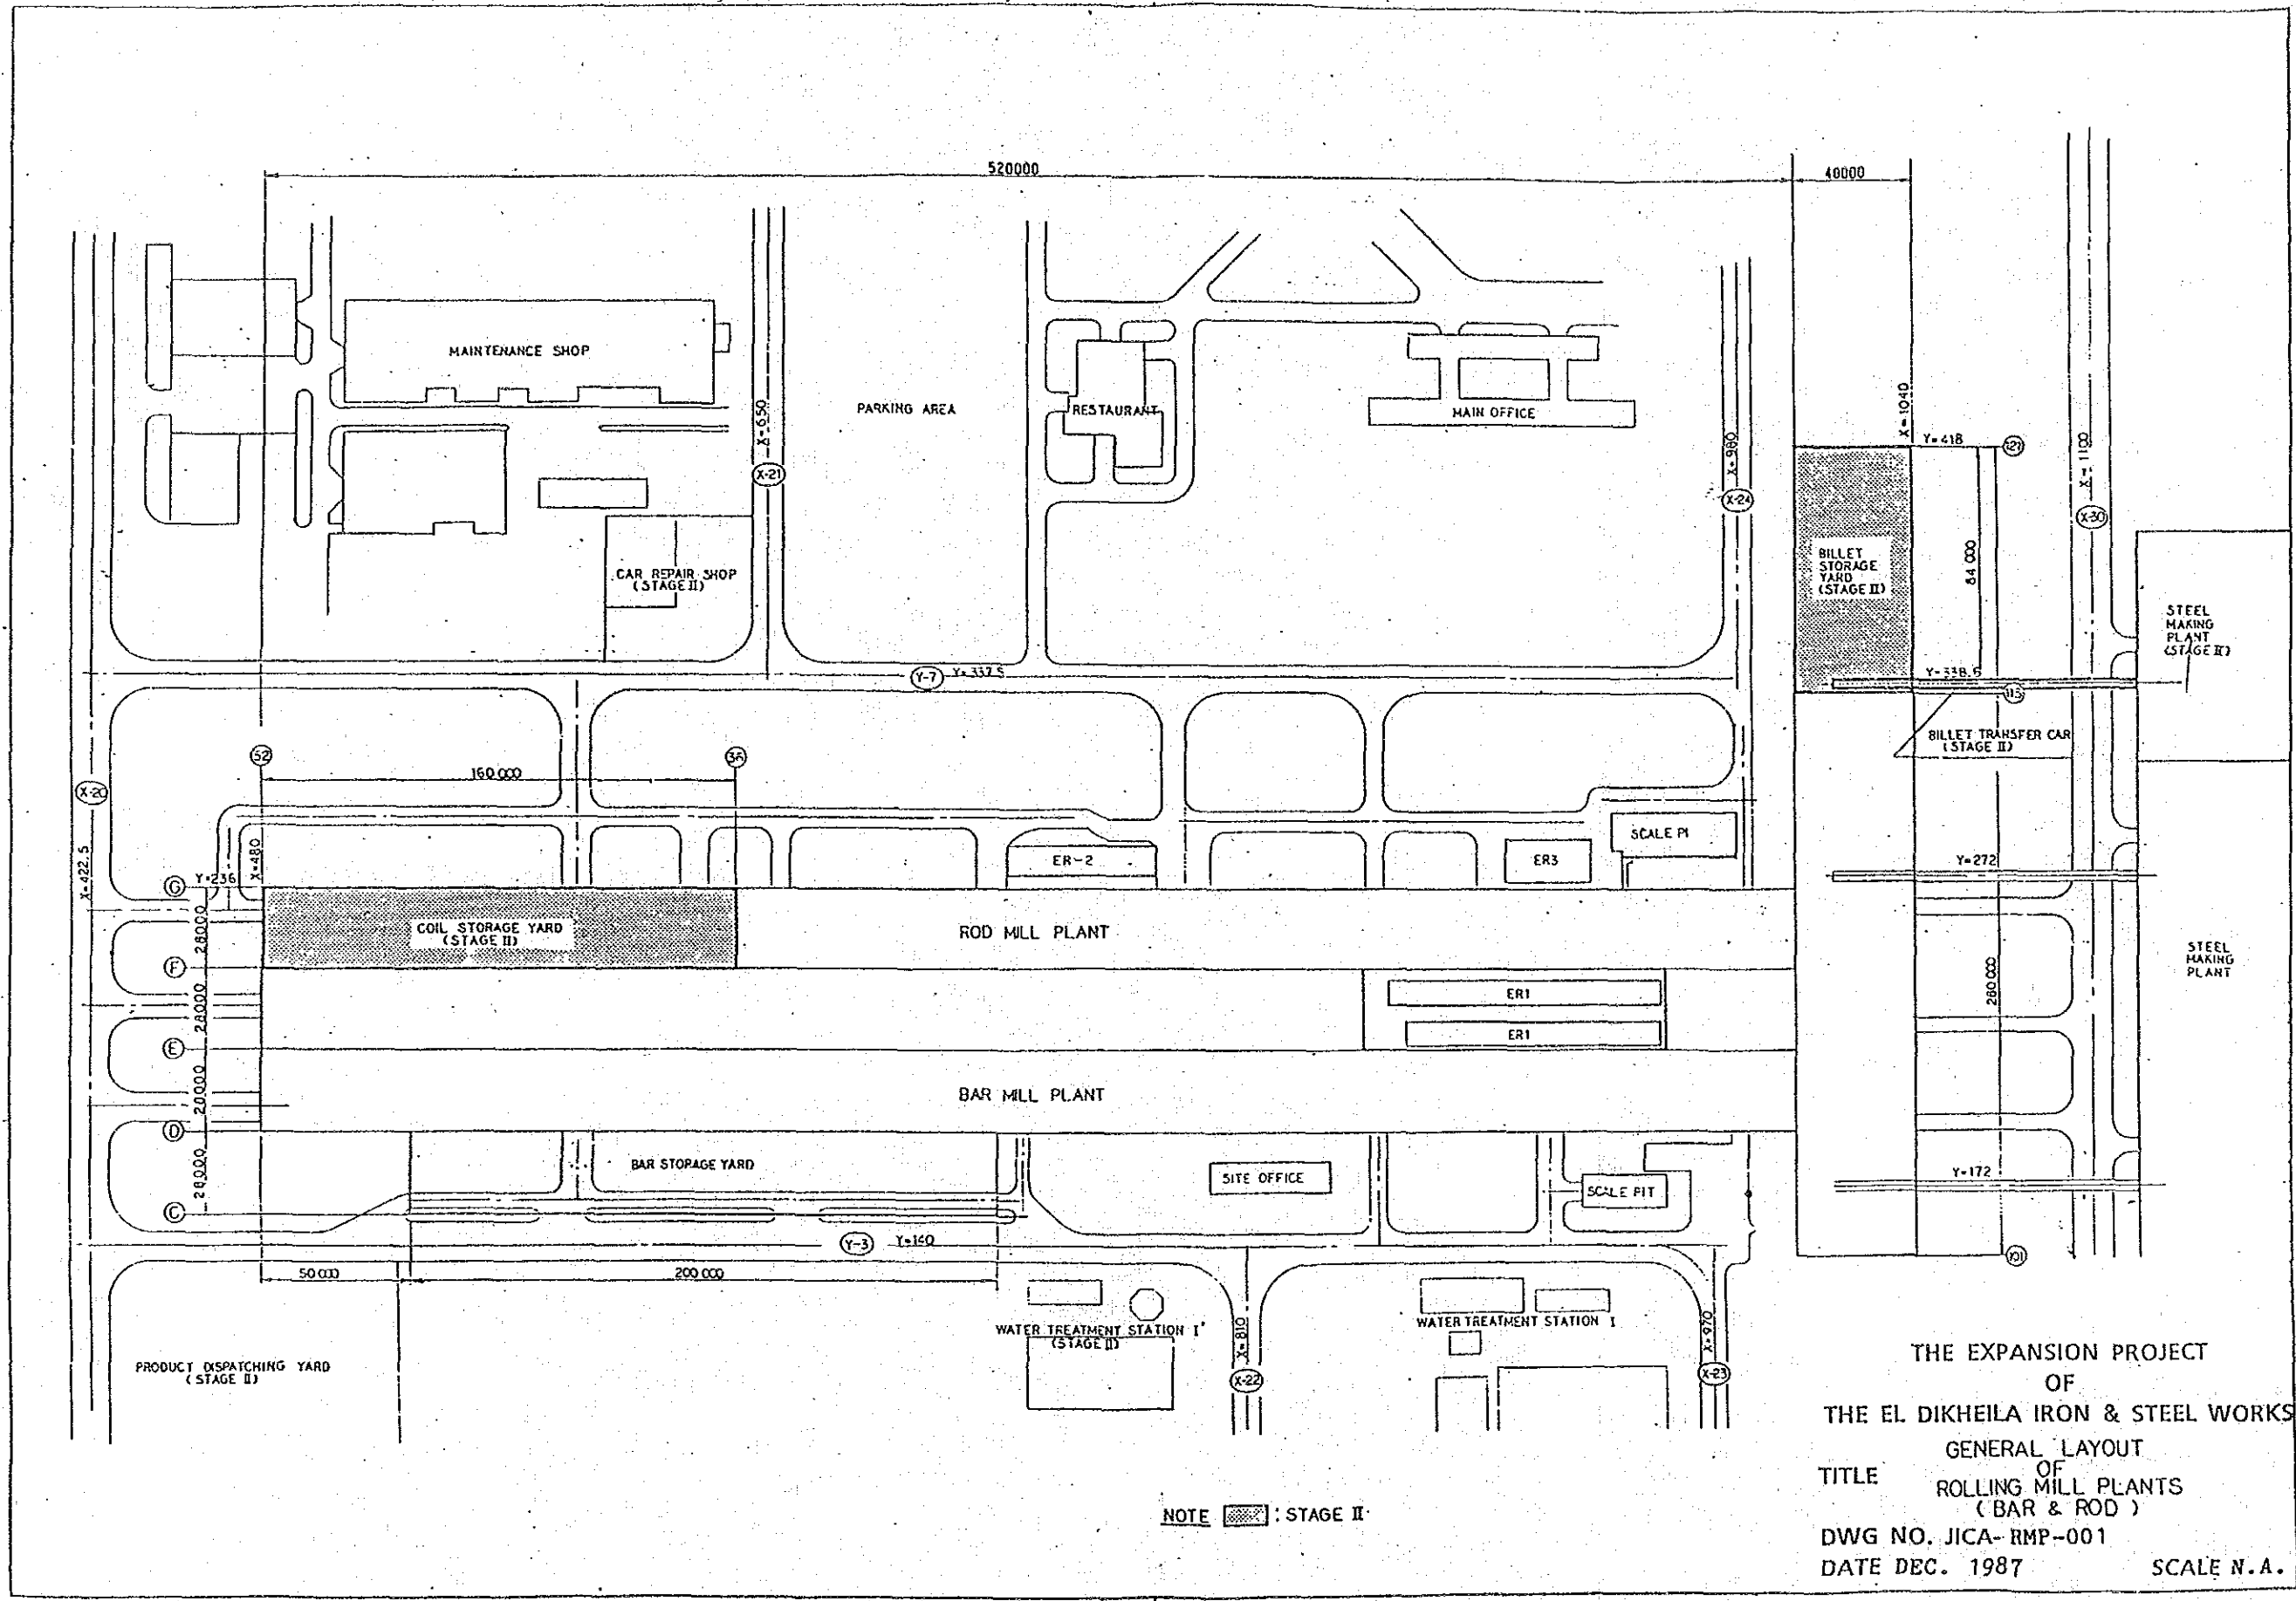 520000
40000
MAINTENANCE SHOP
X=650
X-21
PARKING AREA
RESTAURANT
MAIN OFFICE
X=980
X-24
X=1040
Y=418
X=1100
X-30
CAR REPAIR SHOP
(STAGE II)
BILLET
STORAGE
YARD
(STAGE II)
84 000
STEEL
MAKING
PLANT
(STAGE II)
Y-7
Y=337.5
Y=338.5
113
BILLET TRANSFER CAR
(STAGE II)
52
36
160 000
X-20
X=422.5
X=480
Y=236
G
ER-2
ER3
SCALE PI
Y=272
28000
COIL STORAGE YARD
(STAGE II)
ROD MILL PLANT
F
STEEL
MAKING
PLANT
28000
ER1
280 000
ER1
E
BAR MILL PLANT
D
28000
BAR STORAGE YARD
SITE OFFICE
SCALE PIT
Y=172
C
Y-3
Y=140
101
50 000
200 000
WATER TREATMENT STATION I'
(STAGE II)
X=810
X-22
WATER TREATMENT STATION I
X=970
X-23
PRODUCT DISPATCHING YARD
(STAGE II)
NOTE : STAGE II
THE EXPANSION PROJECT
OF
THE EL DIKHEILA IRON & STEEL WORKS
TITLE GENERAL LAYOUT
OF
ROLLING MILL PLANTS
(BAR & ROD)
DWG NO. JICA-RMP-001
DATE DEC. 1987 SCALE N.A.